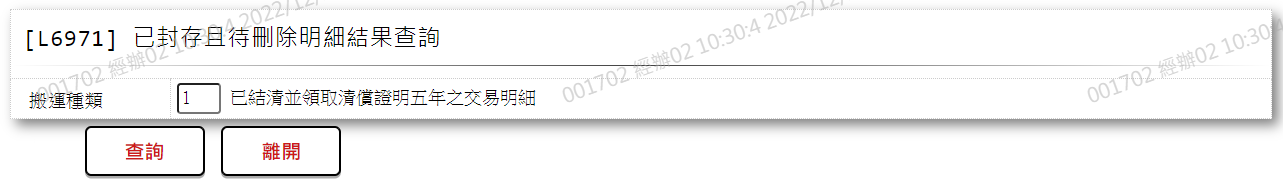 [L6971] 已封存且待刪除明細結果查詢
搬運種類 1 已結清並領取清償證明五年之交易明細
查詢 離開
001702 經辦02 10:30:4 2022/12/
001702 經辦02 10:30:4 2022/12/
001702 經辦02 10:30:4